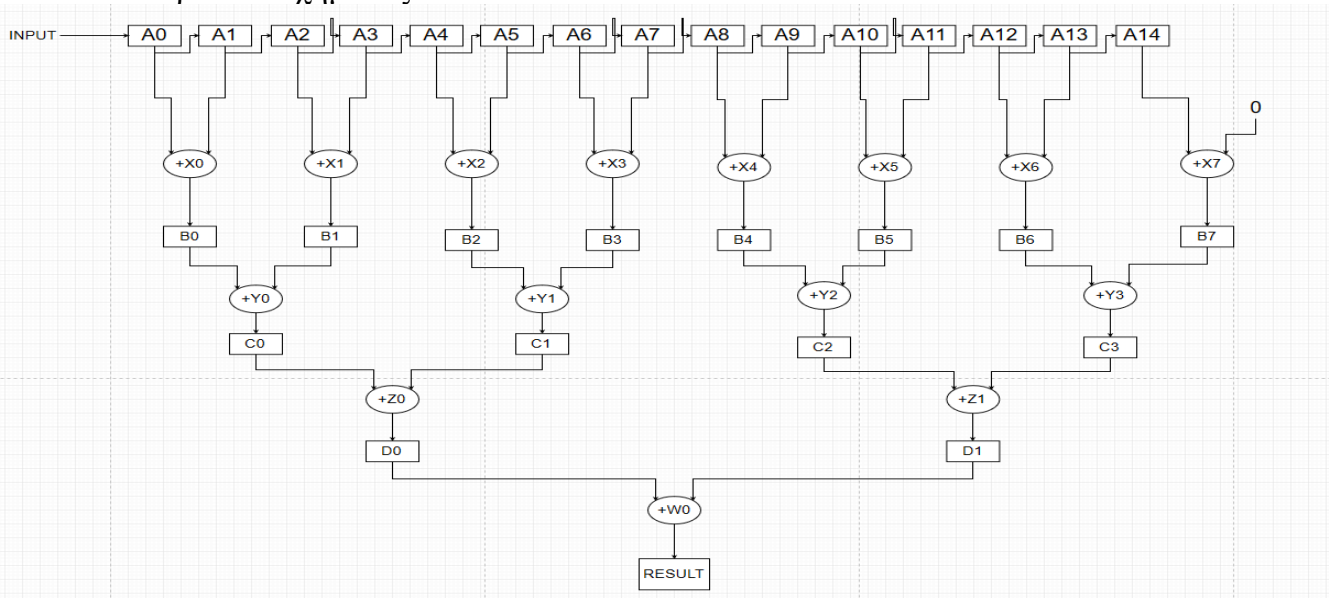 INPUT A0 A1 A2 A3 A4 A5 A6 A7 A8 A9 A10 A11 A12 A13 A14
0
+X0 +X1 +X2 +X3 +X4 +X5 +X6 +X7
B0 B1 B2 B3 B4 B5 B6 B7
+Y0 +Y1 +Y2 +Y3
C0 C1 C2 C3
+Z0 +Z1
D0 D1
+W0
RESULT